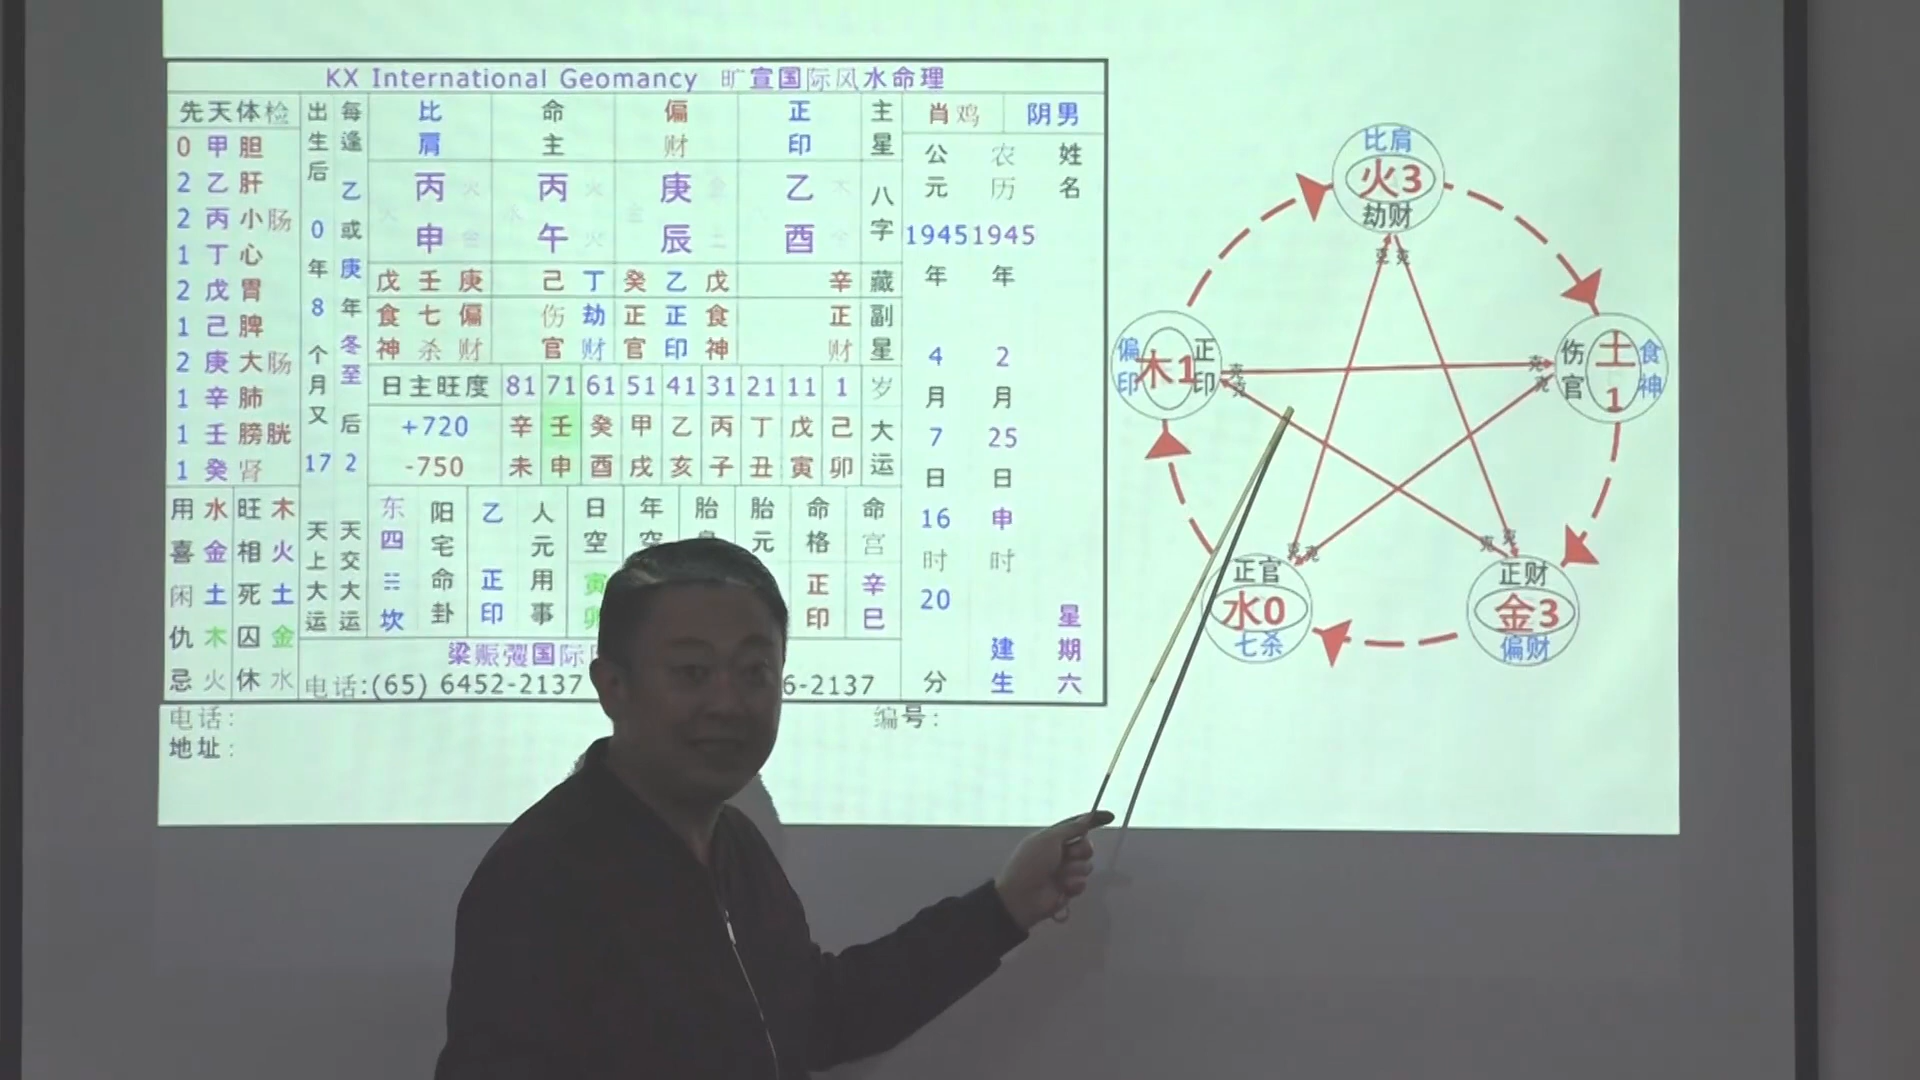 KX International Geomancy 旷宣国际风水命理
先天体检
0 甲 胆
2 乙 肝
2 丙 小肠
1 丁 心
2 戊 胃
1 己 脾
2 庚 大肠
1 辛 肺
1 壬 膀胱
1 癸 肾
用 水 旺 木
喜 金 相 火
闲 土 死 土
仇 木 囚 金
忌 火 休 水
出生后 0 年 8 个月又 17 天上大运
每逢 乙 或 庚 年 冬至 后 2 天交大运
比肩 命主 偏财 正印 主星
丙 丙 庚 乙 八
申 午 辰 酉 字
戊 壬 庚 己 丁 癸 乙 戊 辛 藏
食 七 偏 伤 劫 正 正 食 正 副
神 杀 财 官 财 官 印 神 财 星
日主旺度 81 71 61 51 41 31 21 11 1 岁
+720 辛 壬 癸 甲 乙 丙 丁 戊 己 大
-750 未 申 酉 戌 亥 子 丑 寅 卯 运
东四 ☵ 坎
阳宅命卦
乙 正印
人元用事
日空
寅
年空
胎
胎元
命格
正印
命宫
辛巳
国际
电话:(65) 6452-2137
6-2137
肖鸡 阴男
公元 农历 姓名
1945 1945
年 年
4 2
月 月
7 25
日 日
16 申
时 时
20
分
建生
星期六
电话:
编号:
地址:
比肩
火3
劫财
偏印
木1
正印
伤官
土1
食神
正官
水0
七杀
正财
金3
偏财
克 克
克 克
克 克
克 克
克 克